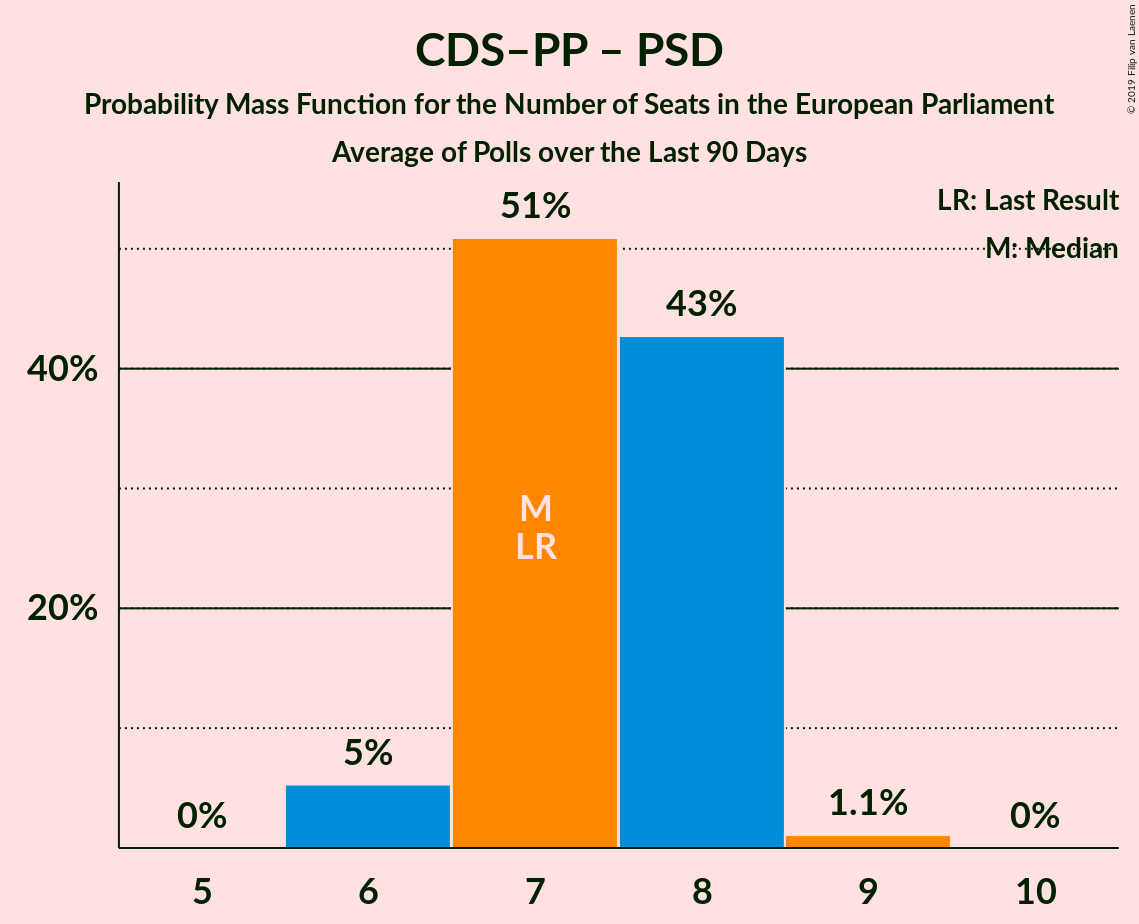 CDS–PP – PSD
Probability Mass Function for the Number of Seats in the European Parliament
Average of Polls over the Last 90 Days
© 2019 Filip van Laenen
LR: Last Result
M: Median
51%
43%
40%
M
LR
20%
5%
1.1%
0%
0%
5 6 7 8 9 10